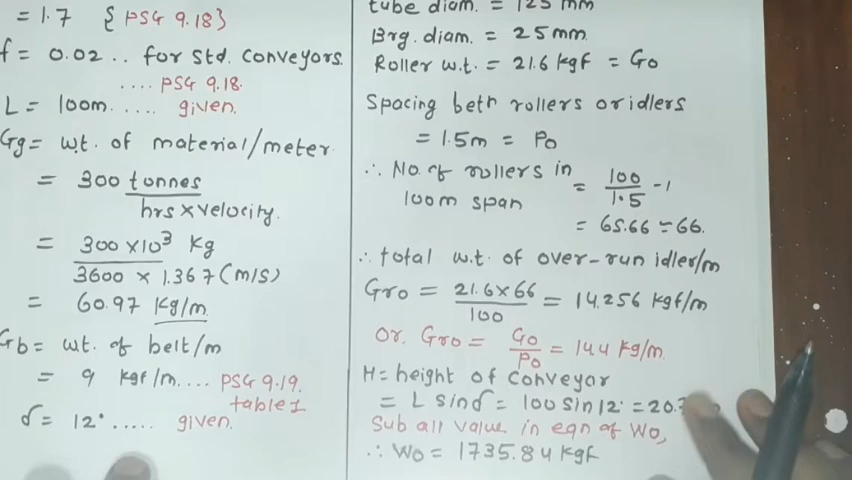 = 1.7 {PSG 9.18}
f = 0.02 .. for std. conveyors.
.... PSG 9.18.
L = 100m. .... given.
Gg = wt. of material/meter.
= 300 tonnes
hrs x velocity.
= 300 x 10³ Kg
3600 x 1.367 (m/s)
= 60.97 Kg/m.
Gb = wt. of belt/m
= 9 kgf/m.... PSG 9.19.
table 1
δ = 12° ..... given.
tube diam. = 125 mm
Brg. diam. = 25mm.
Roller w.t. = 21.6 kgf = Go
Spacing betn rollers or idlers
= 1.5m = Po
∴ No. of rollers in
100m span
= 100/1.5 - 1
= 65.66 ≃ 66.
∴ total w.t. of over-run idler/m
Gro = 21.6 x 66 / 100 = 14.256 kgf/m
Or. Gro = Go/Po = 14.4 kg/m.
H = height of conveyor
= L sinδ = 100 sin 12° = 20.
Sub all value in eqn of Wo,
∴ Wo = 1735.84 kgf